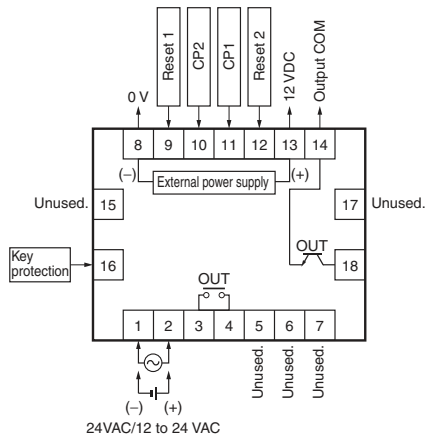 Reset 1
CP2
CP1
Reset 2
0 V
12 VDC
Output COM
8 9 10 11 12 13 14
(−) External power supply (+)
Unused. 15
17 Unused.
Key
protection
16
OUT
18
OUT
1 2 3 4 5 6 7
Unused.
Unused.
Unused.
(−) (+)
24VAC/12 to 24 VAC